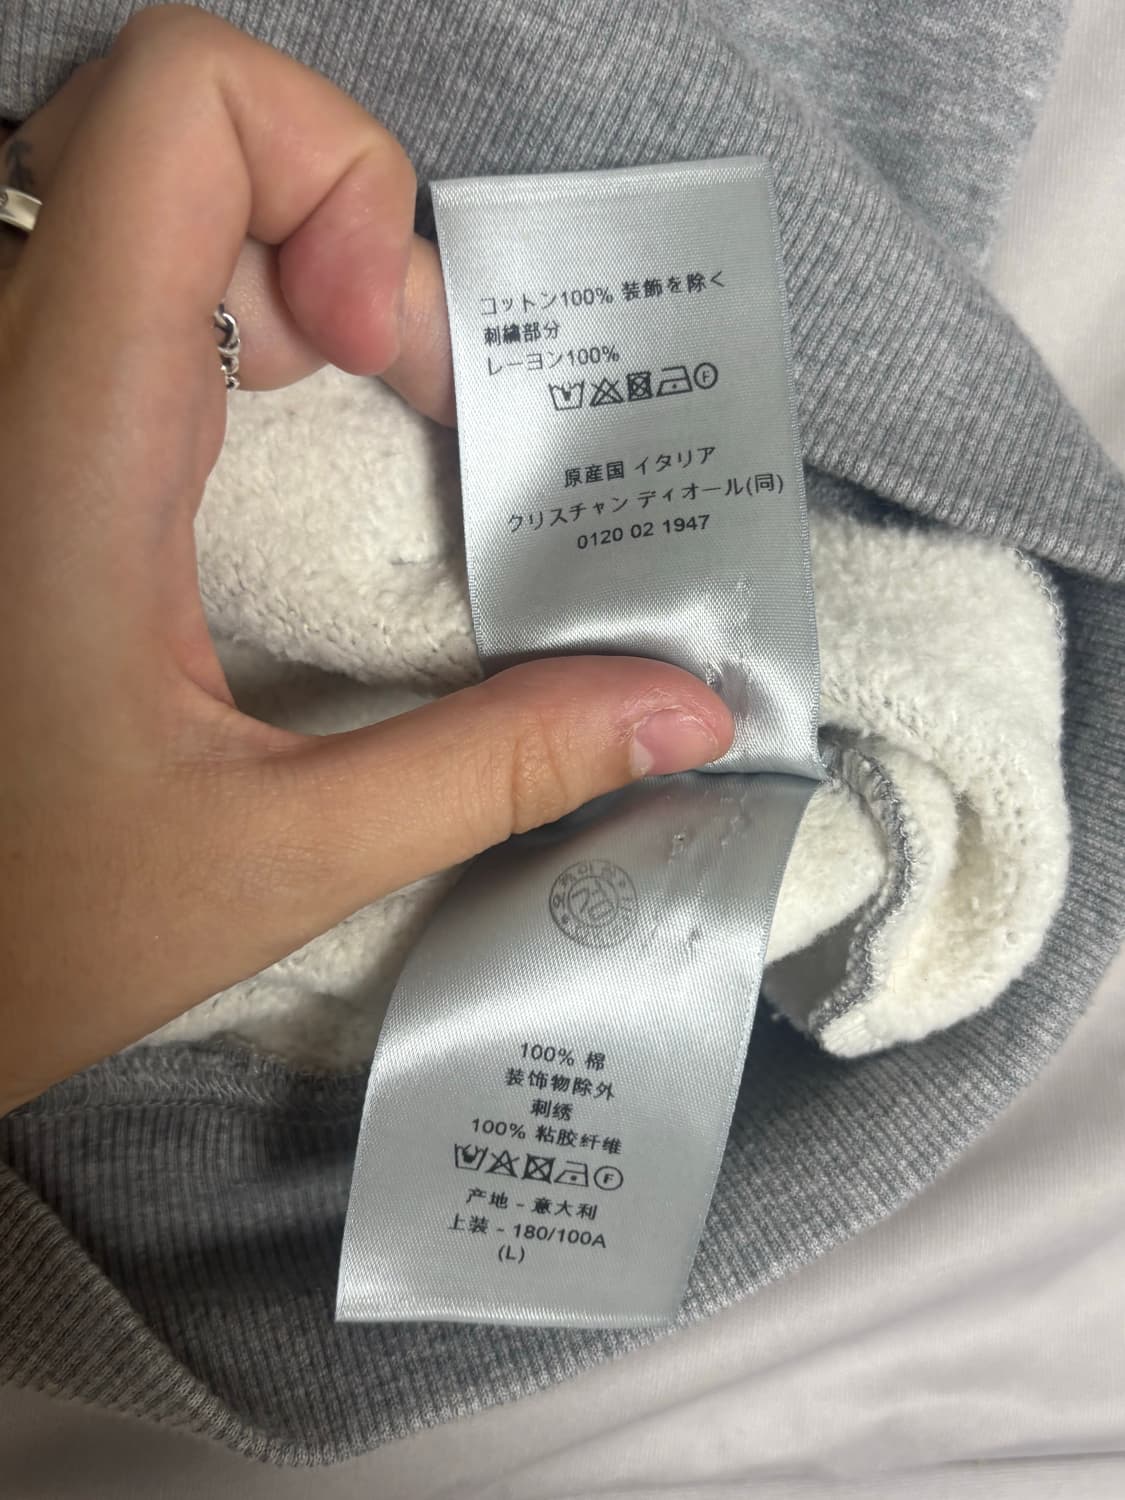 コットン100% 装飾を除く
刺繍部分
レーヨン100%
F
原産国 イタリア
クリスチャン ディオール(同)
0120 02 1947
검
100% 棉
装饰物除外
刺绣
100% 粘胶纤维
F
产地 - 意大利
上装 - 180/100A
(L)